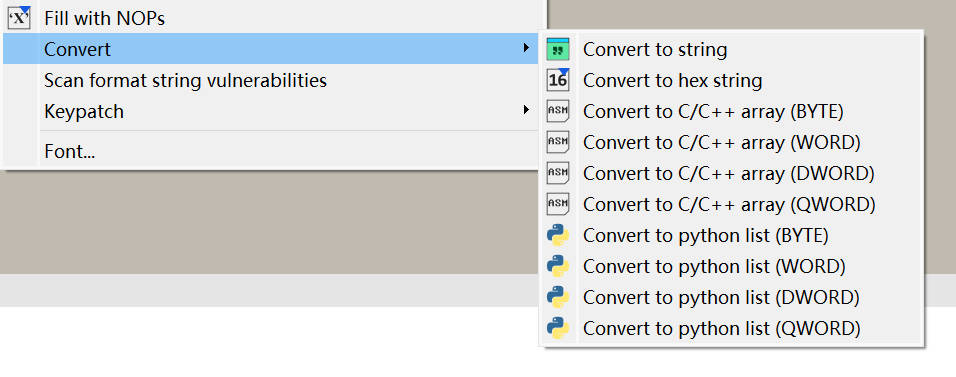 Fill with NOPs
Convert
Scan format string vulnerabilities
Keypatch
Font...
Convert to string
Convert to hex string
Convert to C/C++ array (BYTE)
Convert to C/C++ array (WORD)
Convert to C/C++ array (DWORD)
Convert to C/C++ array (QWORD)
Convert to python list (BYTE)
Convert to python list (WORD)
Convert to python list (DWORD)
Convert to python list (QWORD)
'X'
16
ASM
ASM
ASM
ASM